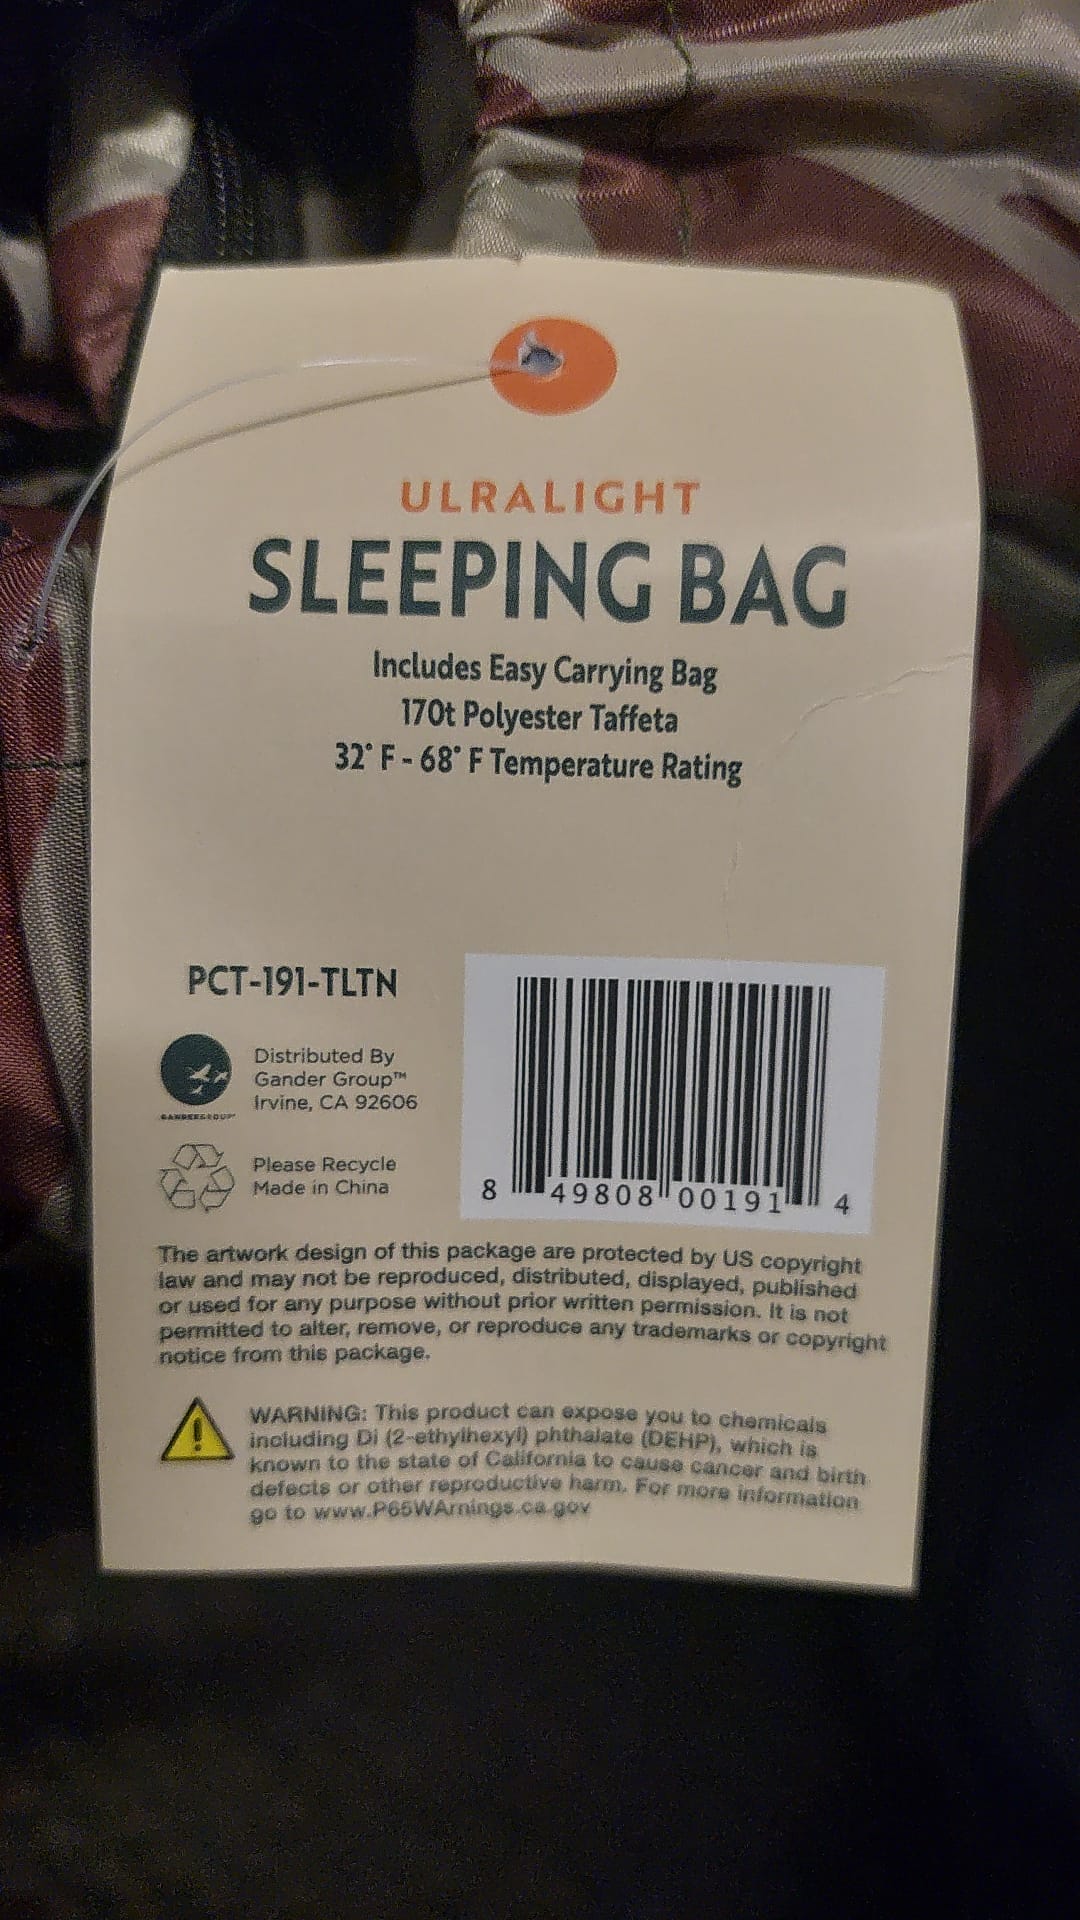 ULRALIGHT
SLEEPING BAG
Includes Easy Carrying Bag
170t Polyester Taffeta
32° F - 68° F Temperature Rating
PCT-191-TLTN
GANDERGROUP
Distributed By
Gander Group™
Irvine, CA 92606
Please Recycle
Made in China
8 49808 00191 4
The artwork design of this package are protected by US copyright
law and may not be reproduced, distributed, displayed, published
or used for any purpose without prior written permission. It is not
permitted to alter, remove, or reproduce any trademarks or copyright
notice from this package.
WARNING: This product can expose you to chemicals
including Di (2-ethylhexyl) phthalate (DEHP), which is
known to the state of California to cause cancer and birth
defects or other reproductive harm. For more information
go to www.P65WArnings.ca.gov